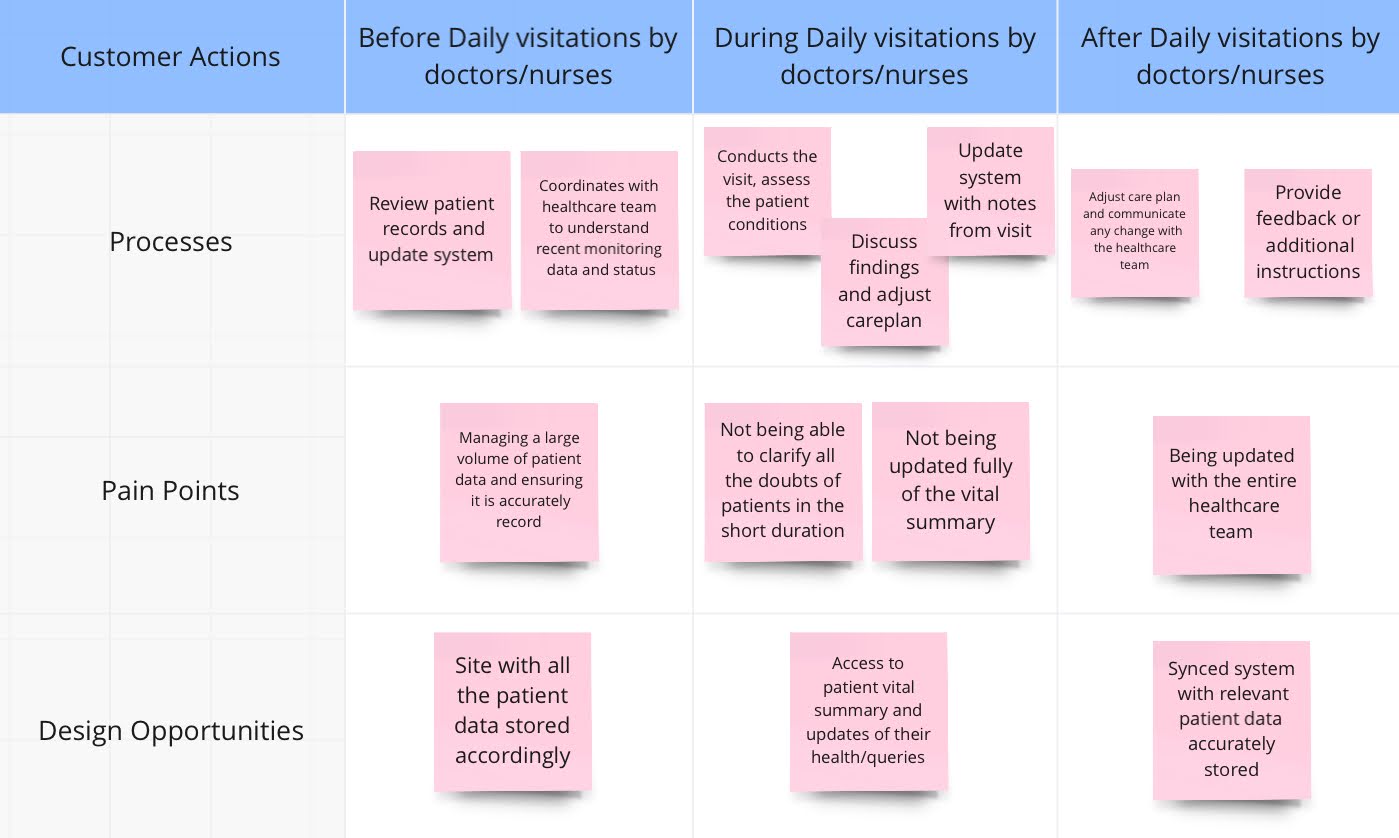 Customer Actions
Before Daily visitations by
doctors/nurses
During Daily visitations by
doctors/nurses
After Daily visitations by
doctors/nurses
Processes
Review patient
records and
update system
Coordinates with
healthcare team
to understand
recent monitoring
data and status
Conducts the
visit, assess
the patient
conditions
Discuss
findings
and adjust
careplan
Update
system
with notes
from visit
Adjust care plan
and communicate
any change with
the healthcare
team
Provide
feedback or
additional
instructions
Pain Points
Managing a large
volume of patient
data and ensuring
it is accurately
record
Not being able
to clarify all
the doubts of
patients in the
short duration
Not being
updated fully
of the vital
summary
Being updated
with the entire
healthcare
team
Design Opportunities
Site with all
the patient
data stored
accordingly
Access to
patient vital
summary and
updates of their
health/queries
Synced system
with relevant
patient data
accurately
stored